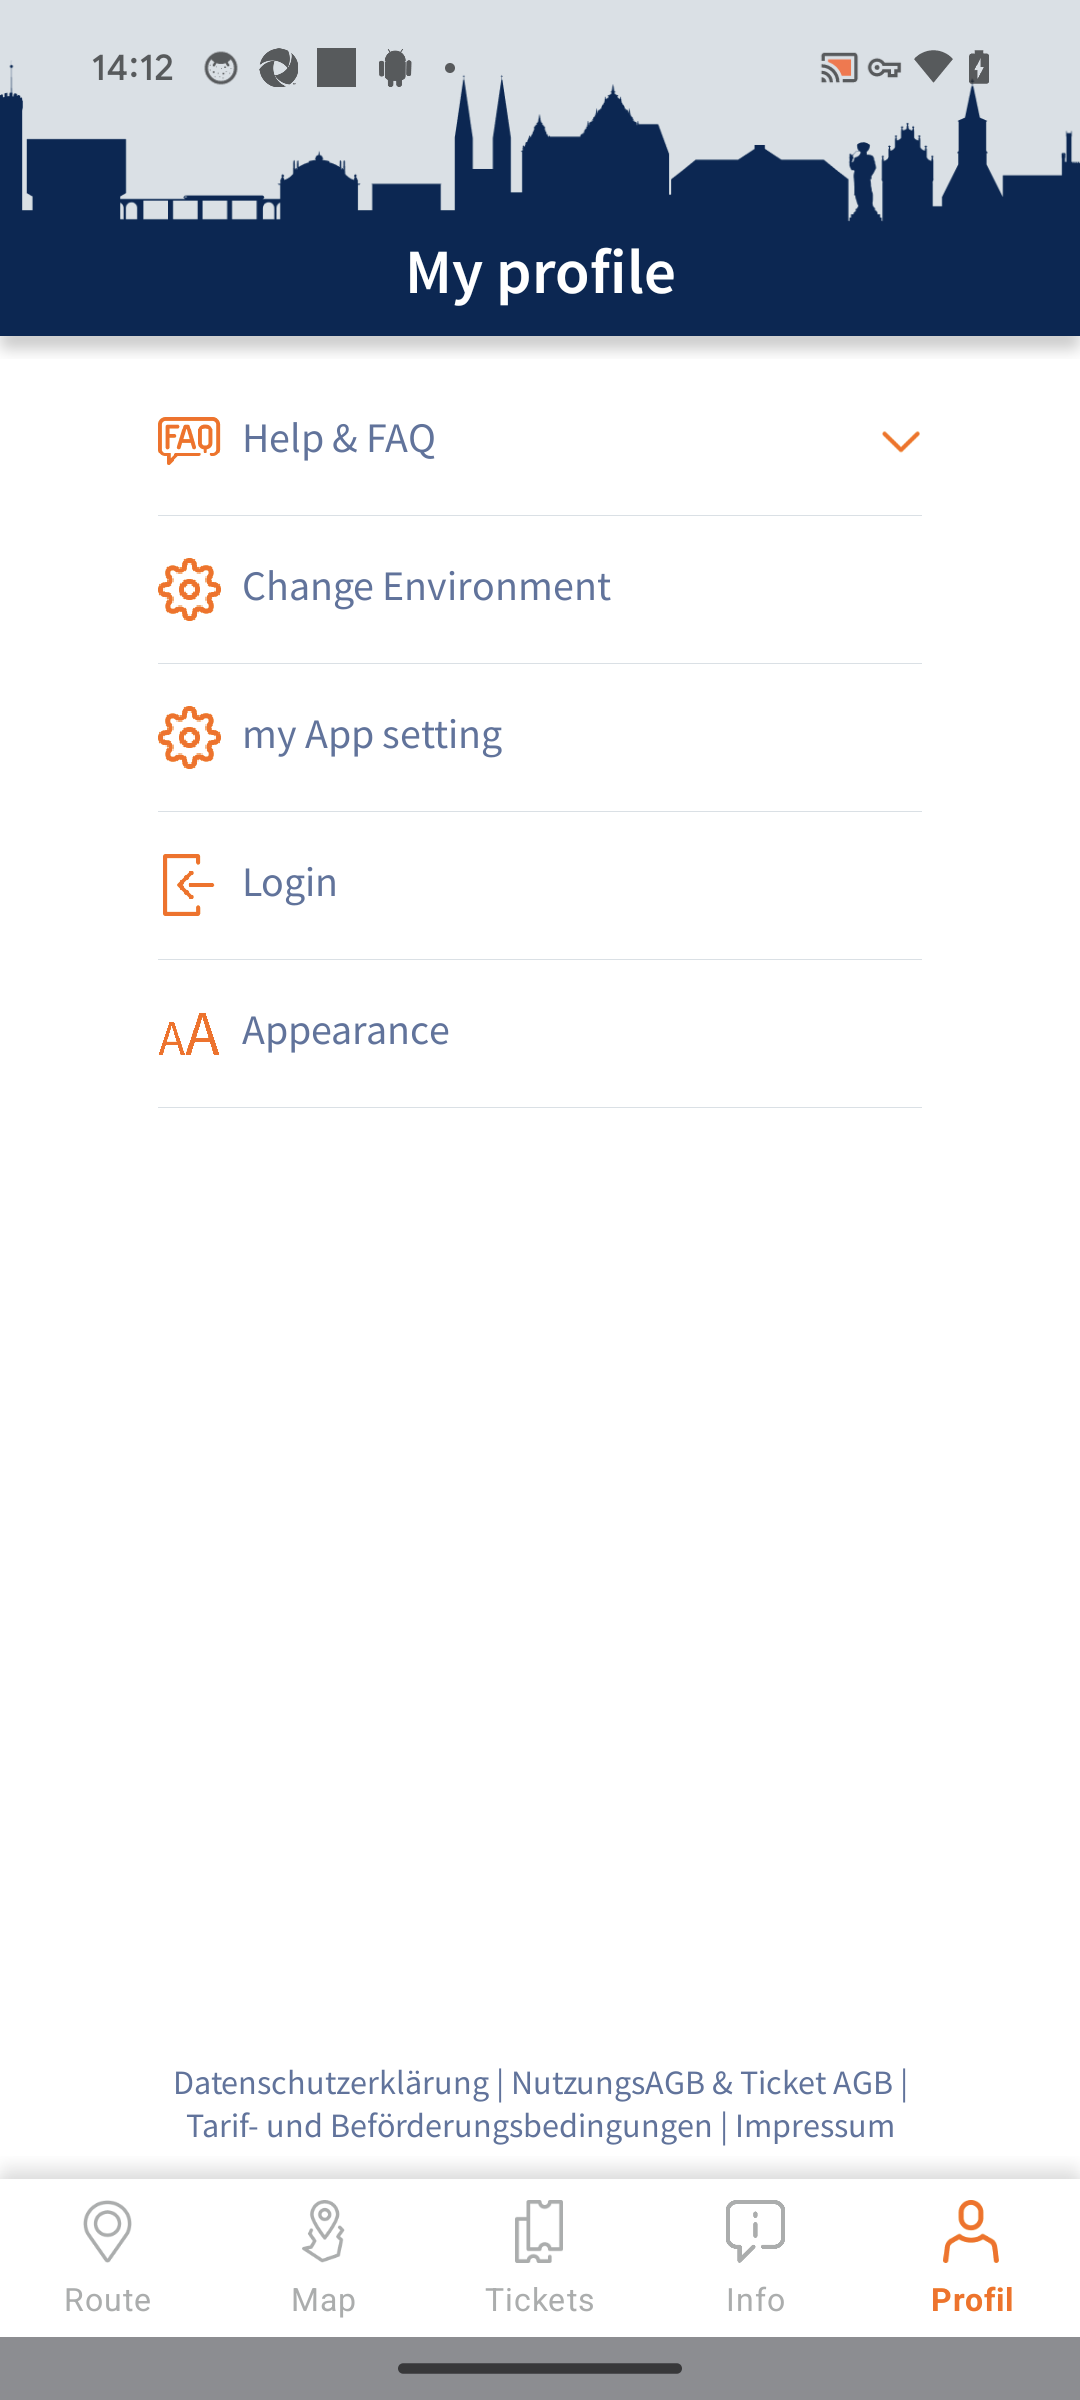 14:12
My profile
FAQ Help & FAQ
Change Environment
my App setting
Login
AA Appearance
Datenschutzerklärung | NutzungsAGB & Ticket AGB |
Tarif- und Beförderungsbedingungen | Impressum
Route Map Tickets Info Profil